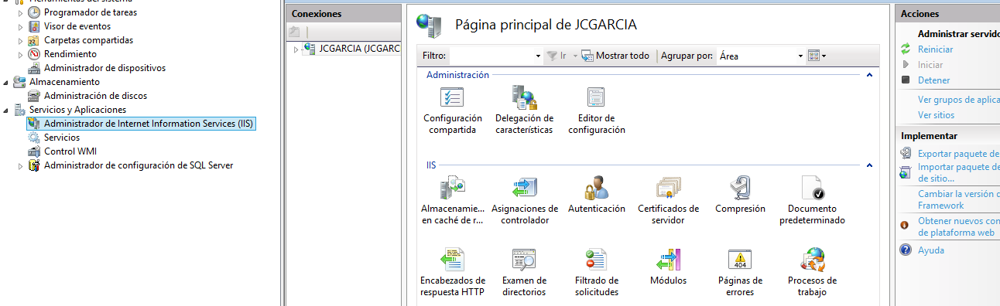 Herramientas del sistema
Programador de tareas
Visor de eventos
Carpetas compartidas
Rendimiento
Administrador de dispositivos
Almacenamiento
Administración de discos
Servicios y Aplicaciones
Administrador de Internet Information Services (IIS)
Servicios
Control WMI
Administrador de configuración de SQL Server
Conexiones
JCGARCIA (JCGARC
Página principal de JCGARCIA
Filtro:
Ir
Mostrar todo
Agrupar por:
Área
Administración
Configuración
compartida
Delegación de
características
Editor de
configuración
IIS
Almacenamie...
en caché de r...
Asignaciones de
controlador
Autenticación
Certificados de
servidor
Compresión
Documento
predeterminado
Encabezados de
respuesta HTTP
Examen de
directorios
Filtrado de
solicitudes
Módulos
404
Páginas de
errores
Procesos de
trabajo
Acciones
Administrar servido
Reiniciar
Iniciar
Detener
Ver grupos de aplica
Ver sitios
Implementar
Exportar paquete de
Importar paquete de
de sitio...
Cambiar la versión d
Framework
Obtener nuevos con
de plataforma web
Ayuda